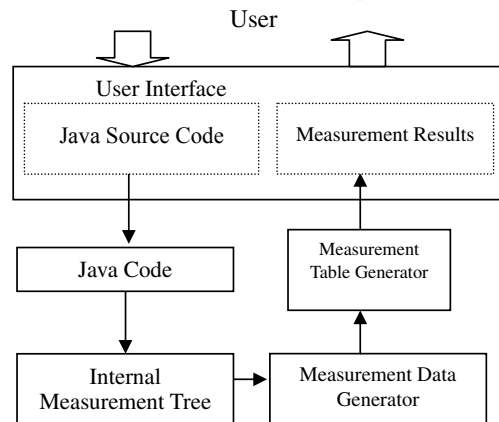 User
User Interface
Java Source Code
Measurement Results
Java Code
Measurement
Table Generator
Internal
Measurement Tree
Measurement Data
Generator